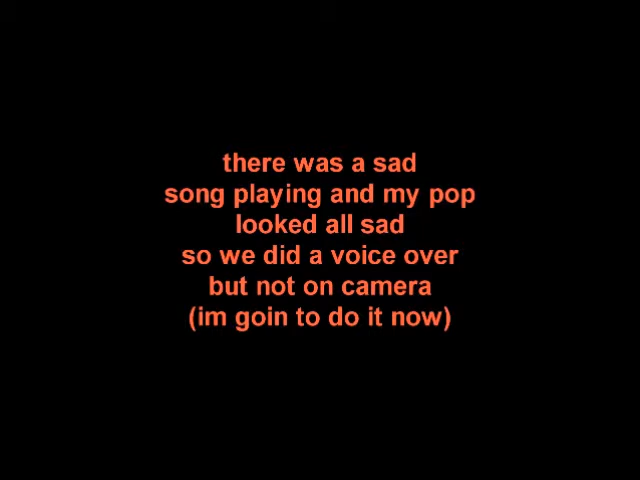 there was a sad
song playing and my pop
looked all sad
so we did a voice over
but not on camera
(im goin to do it now)